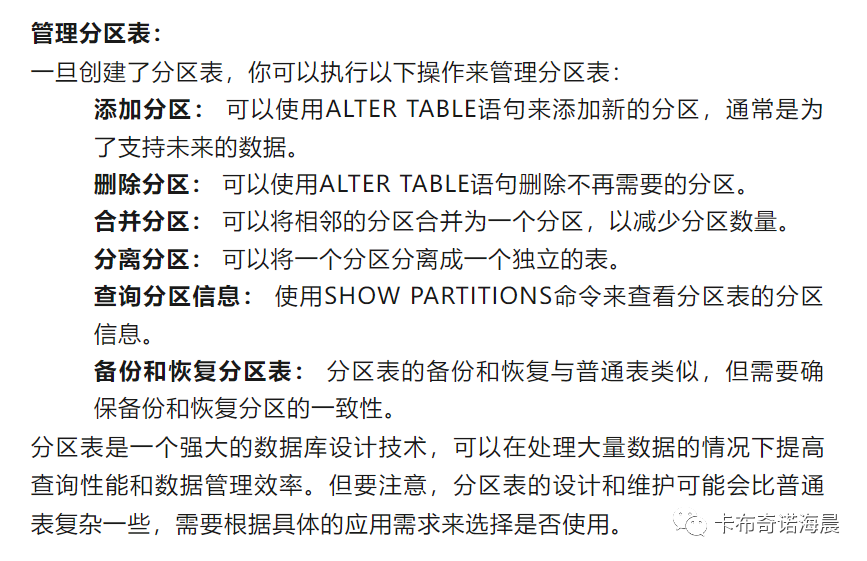 管理分区表：
一旦创建了分区表，你可以执行以下操作来管理分区表：
添加分区： 可以使用ALTER TABLE语句来添加新的分区，通常是为
了支持未来的数据。
删除分区： 可以使用ALTER TABLE语句删除不再需要的分区。
合并分区： 可以将相邻的分区合并为一个分区，以减少分区数量。
分离分区： 可以将一个分区分离成一个独立的表。
查询分区信息： 使用SHOW PARTITIONS命令来查看分区表的分区
信息。
备份和恢复分区表： 分区表的备份和恢复与普通表类似，但需要确
保备份和恢复分区的一致性。
分区表是一个强大的数据库设计技术，可以在处理大量数据的情况下提高
查询性能和数据管理效率。但要注意，分区表的设计和维护可能会比普通
表复杂一些，需要根据具体的应用需求来选择是否使用。
卡布奇诺海晨